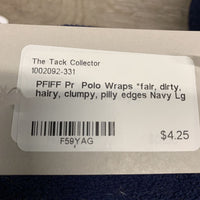 The Tack Collector
1002092-331
PFIFF Pr Polo Wraps *fair, dirty,
hairy, clumpy, pilly edges Navy Lg
F59YAG
$4.25